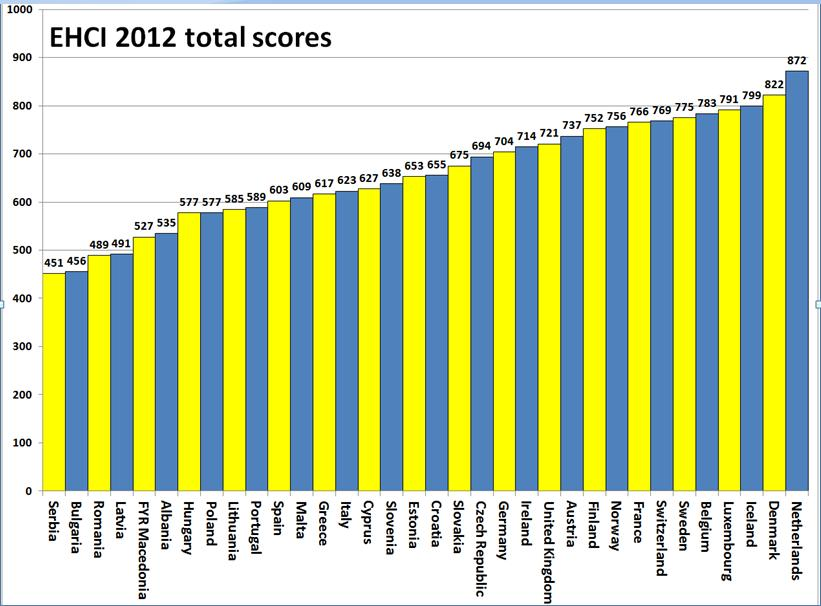 EHCI 2012 total scores
1000
900
800
700
600
500
400
300
200
100
0
451 456 489 491 527 535 577 577 585 589 603 609 617 623 627 638 653 655 675 694 704 714 721 737 752 756 766 769 775 783 791 799 822 872
Serbia
Bulgaria
Romania
Latvia
FYR Macedonia
Albania
Hungary
Poland
Lithuania
Portugal
Spain
Malta
Greece
Italy
Cyprus
Slovenia
Estonia
Croatia
Slovakia
Czech Republic
Germany
Ireland
United Kingdom
Austria
Finland
Norway
France
Switzerland
Sweden
Belgium
Luxembourg
Iceland
Denmark
Netherlands